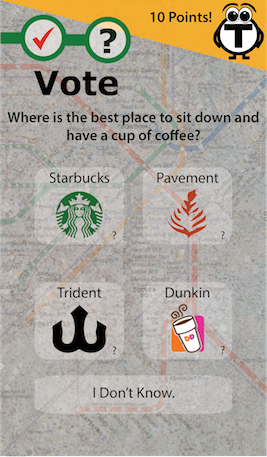 10 Points!
T
?
Vote
Where is the best place to sit down and
have a cup of coffee?
Starbucks
Pavement
?
?
Trident
Dunkin
DD
?
?
I Don't Know.